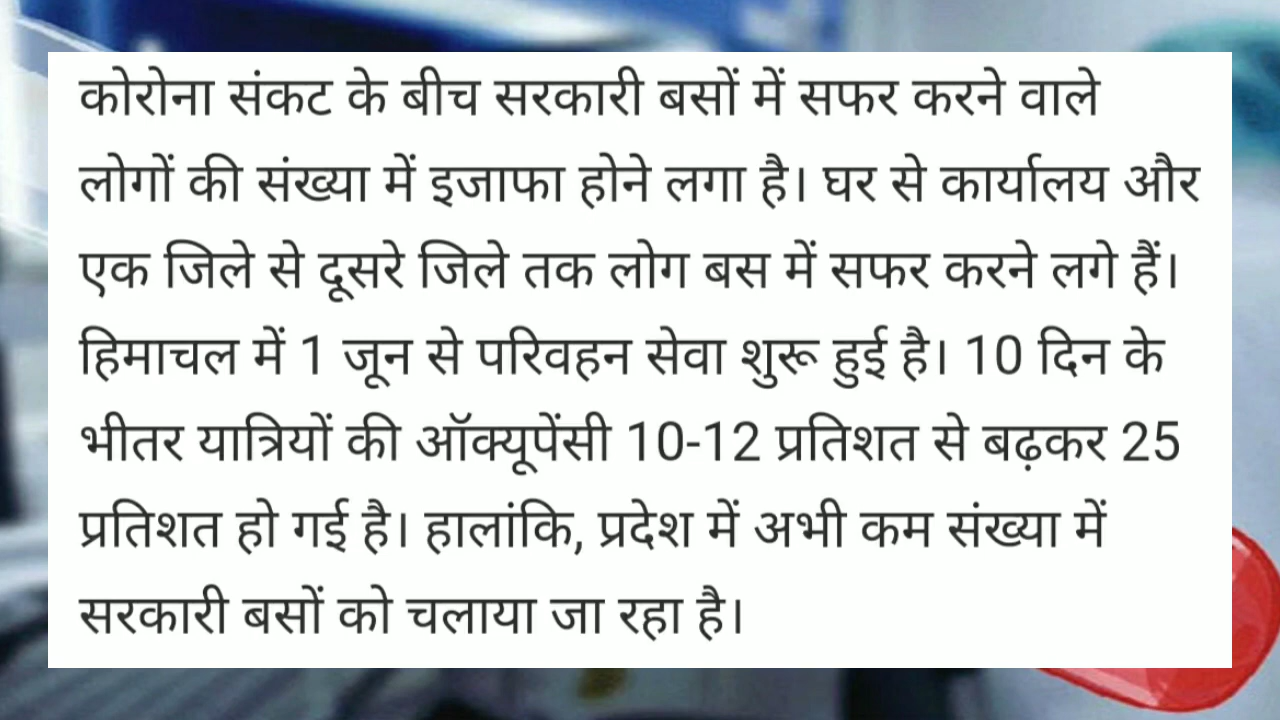 कोरोना संकट के बीच सरकारी बसों में सफर करने वाले
लोगों की संख्या में इजाफा होने लगा है। घर से कार्यालय और
एक जिले से दूसरे जिले तक लोग बस में सफर करने लगे हैं।
हिमाचल में 1 जून से परिवहन सेवा शुरू हुई है। 10 दिन के
भीतर यात्रियों की ऑक्यूपेंसी 10-12 प्रतिशत से बढ़कर 25
प्रतिशत हो गई है। हालांकि, प्रदेश में अभी कम संख्या में
सरकारी बसों को चलाया जा रहा है।